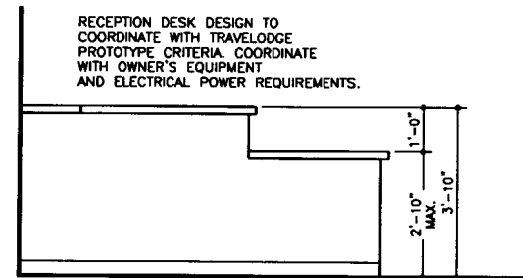 RECEPTION DESK DESIGN TO
COORDINATE WITH TRAVELODGE
PROTOTYPE CRITERIA. COORDINATE
WITH OWNER'S EQUIPMENT
AND ELECTRICAL POWER REQUIREMENTS.
1'-0"
2'-10"
MAX.
3'-10"